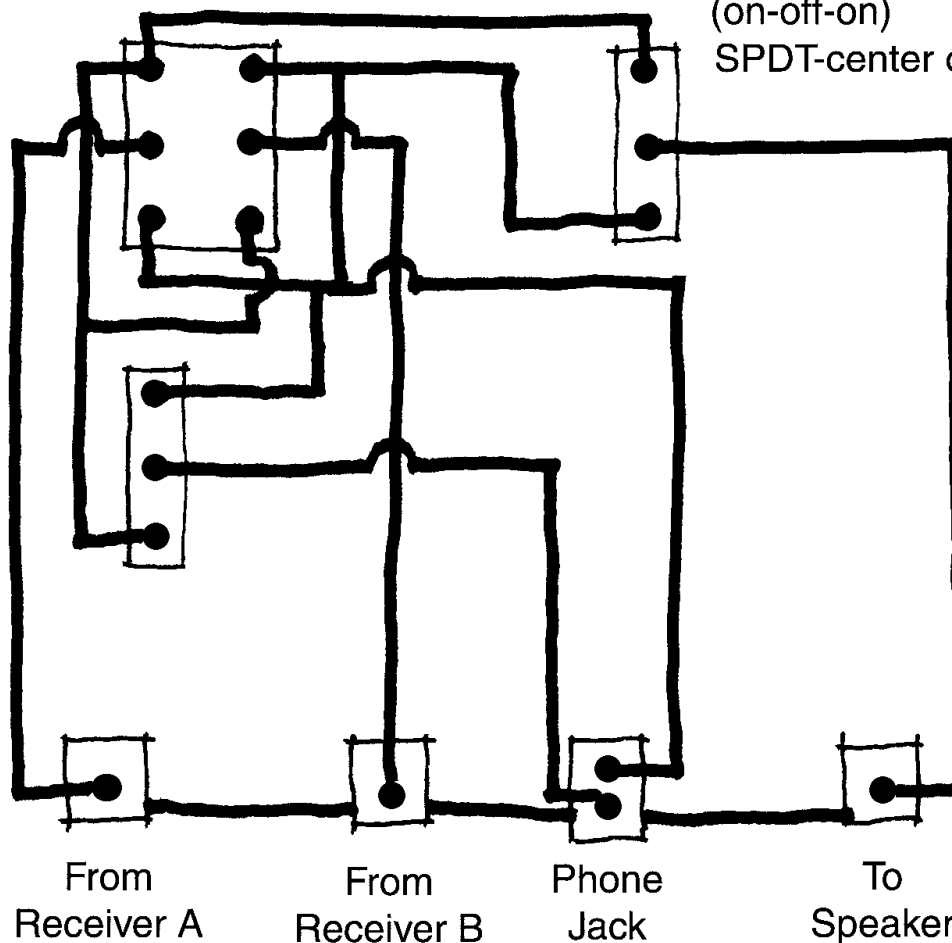 (on-off-on)
SPDT-center
From
Receiver A
From
Receiver B
Phone
Jack
To
Speaker